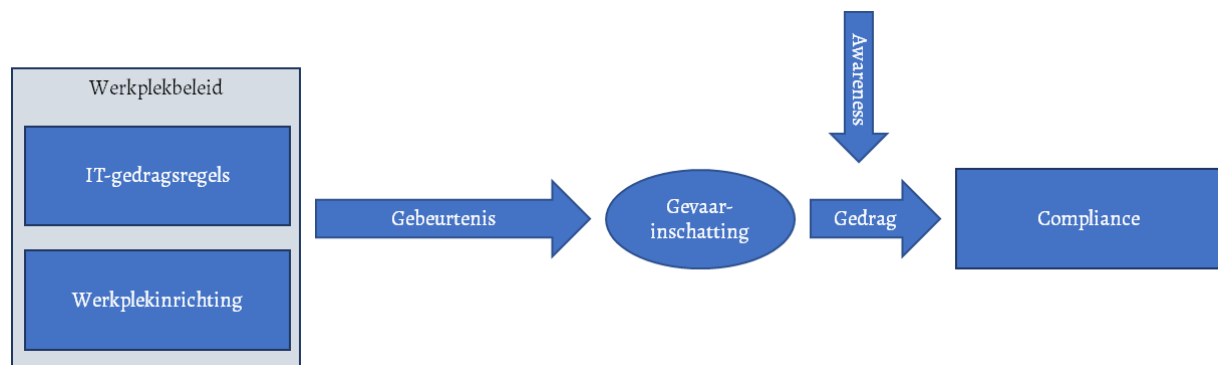 Werkplekbeleid
IT-gedragsregels
Werkplekinrichting
Gebeurtenis
Gevaar-
inschatting
Awareness
Gedrag
Compliance